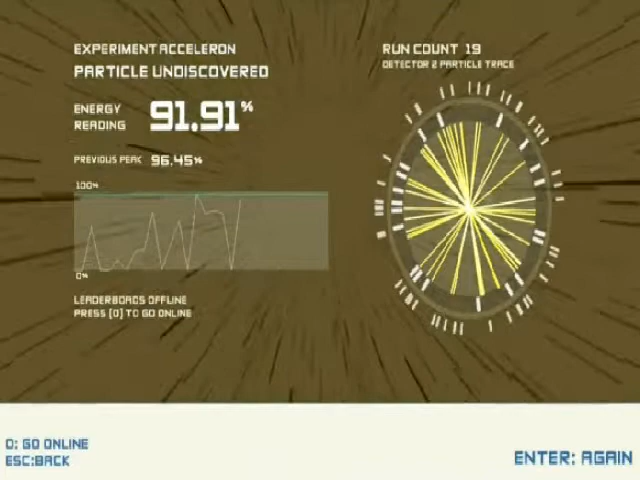 EXPERIMENT ACCELERON
PARTICLE UNDISCOVERED
ENERGY READING 91.91%
PREVIOUS PEAK 96.45%
100%
0%
LEADERBOARDS OFFLINE
PRESS [O] TO GO ONLINE
RUN COUNT 19
DETECTOR 2 PARTICLE TRACE
O: GO ONLINE
ESC:BACK
ENTER: AGAIN